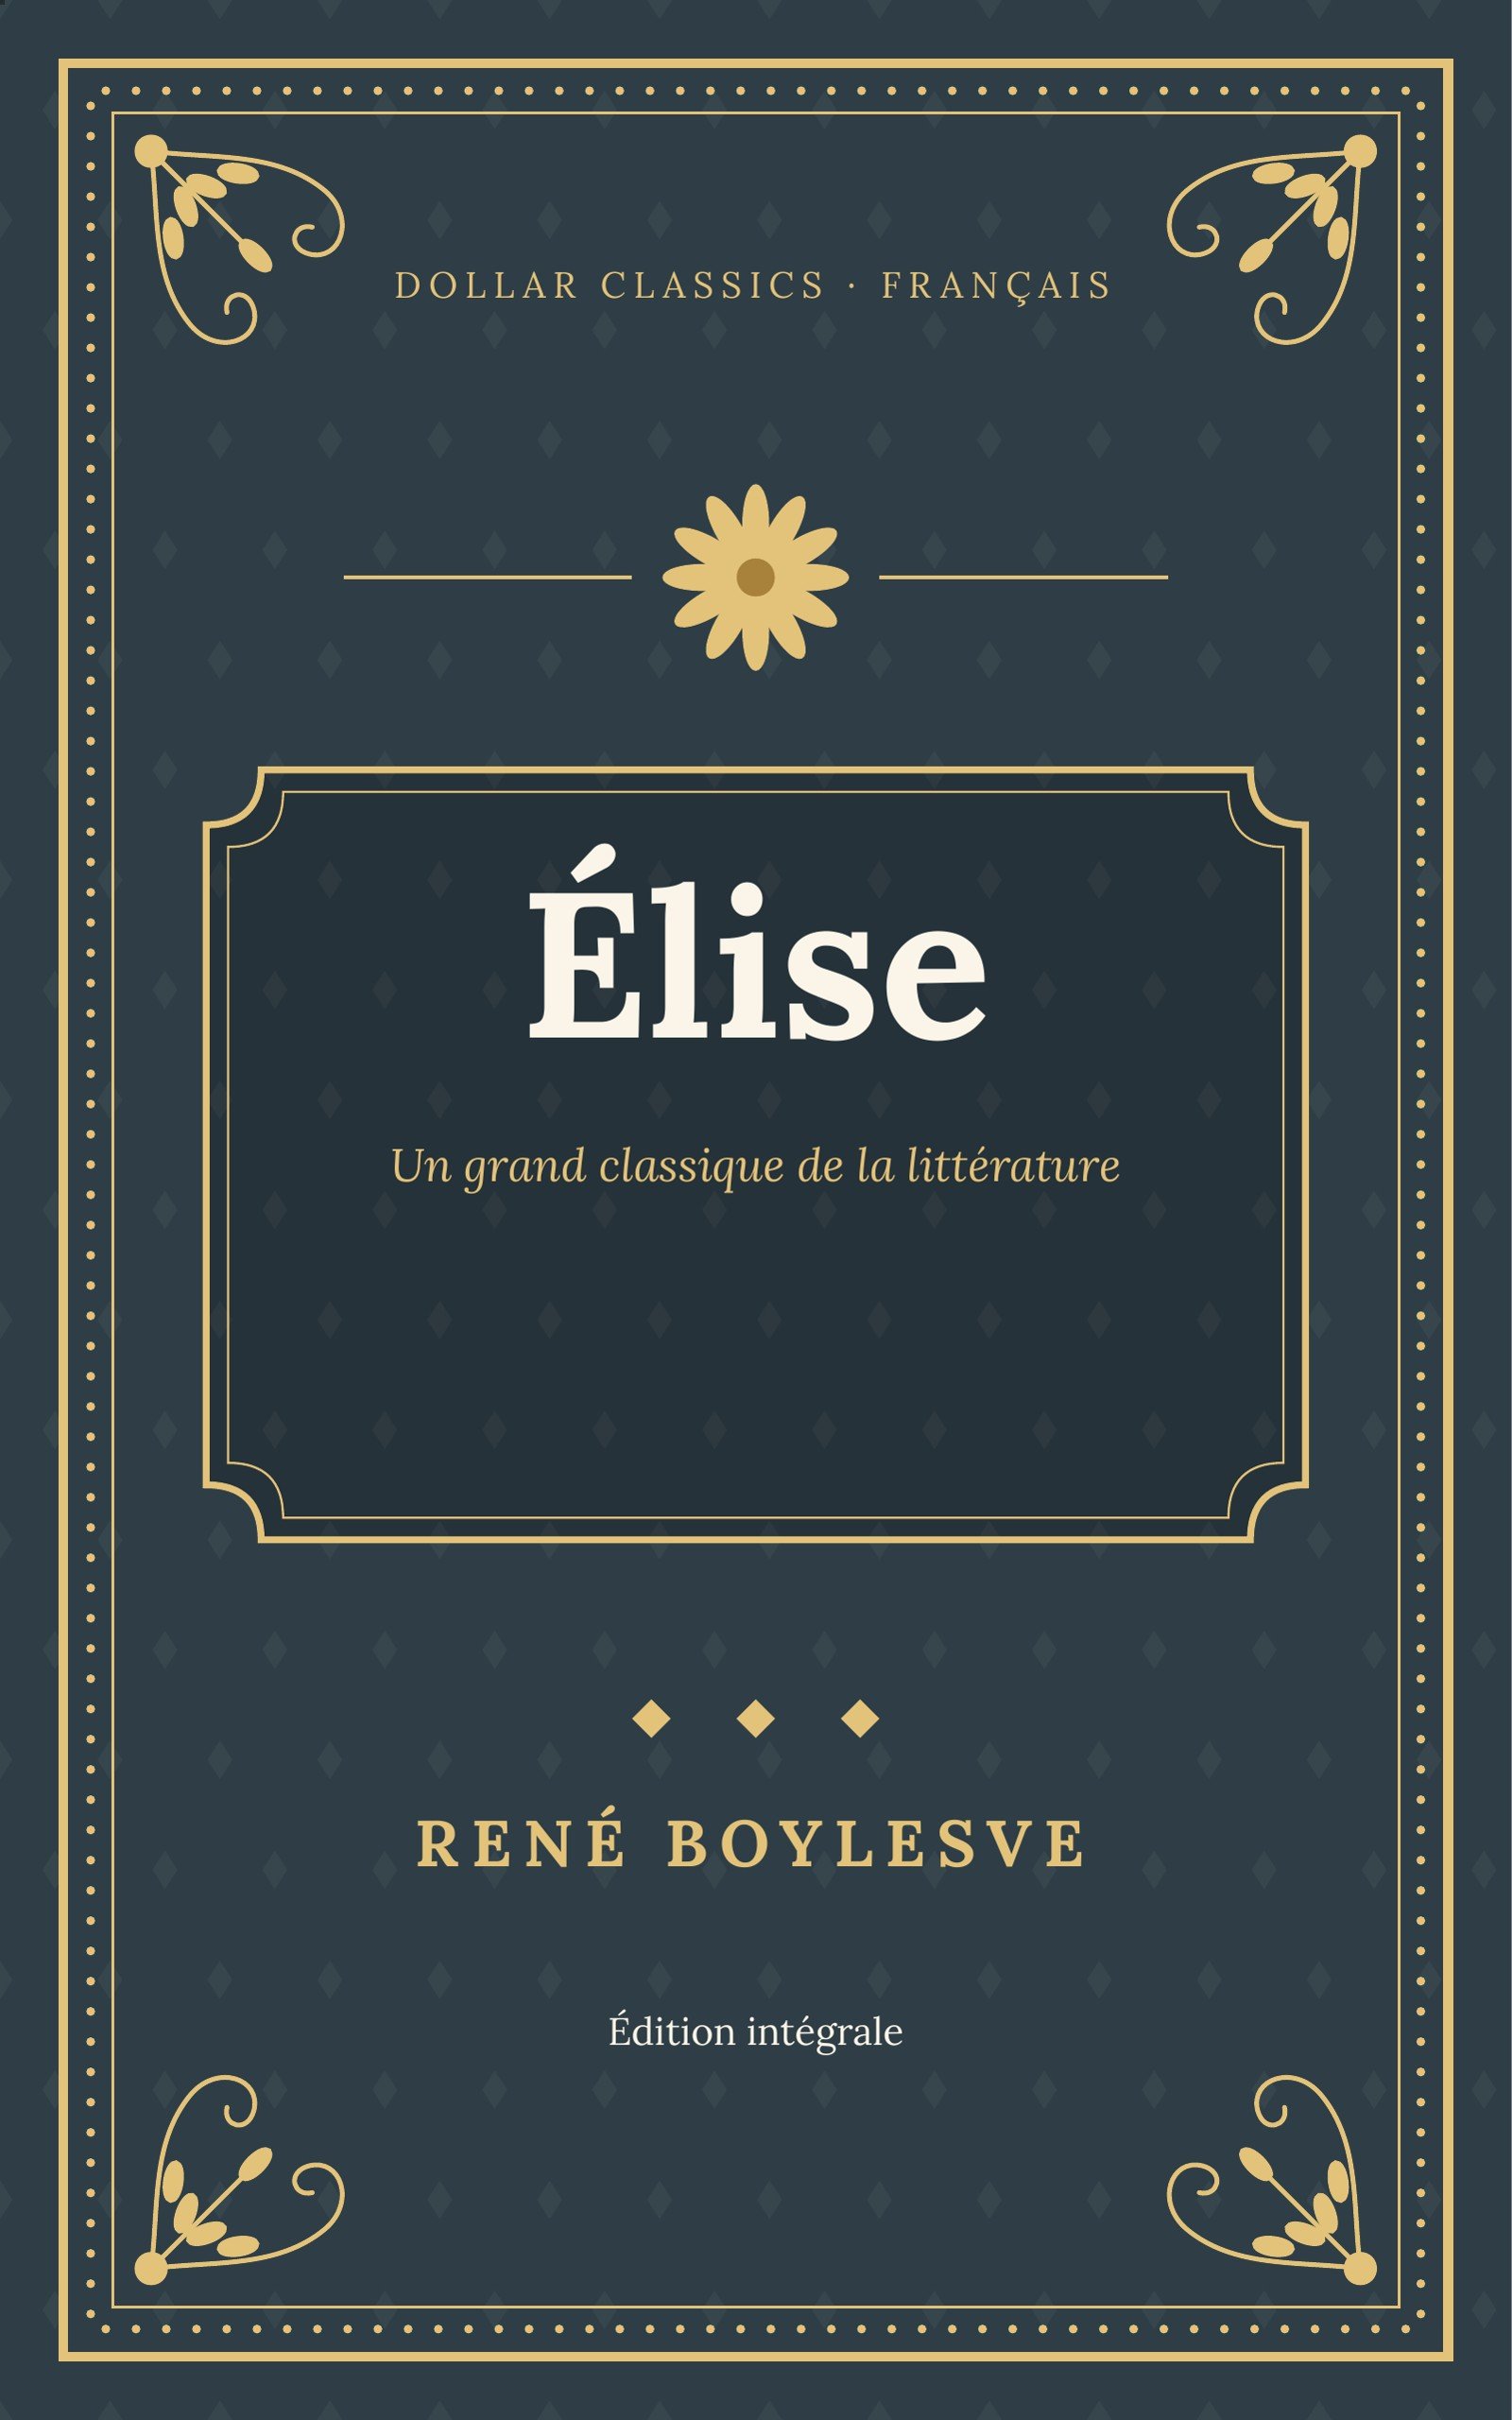 DOLLAR CLASSICS · FRANÇAIS
Élise
Un grand classique de la littérature
RENÉ BOYLESVE
Édition intégrale